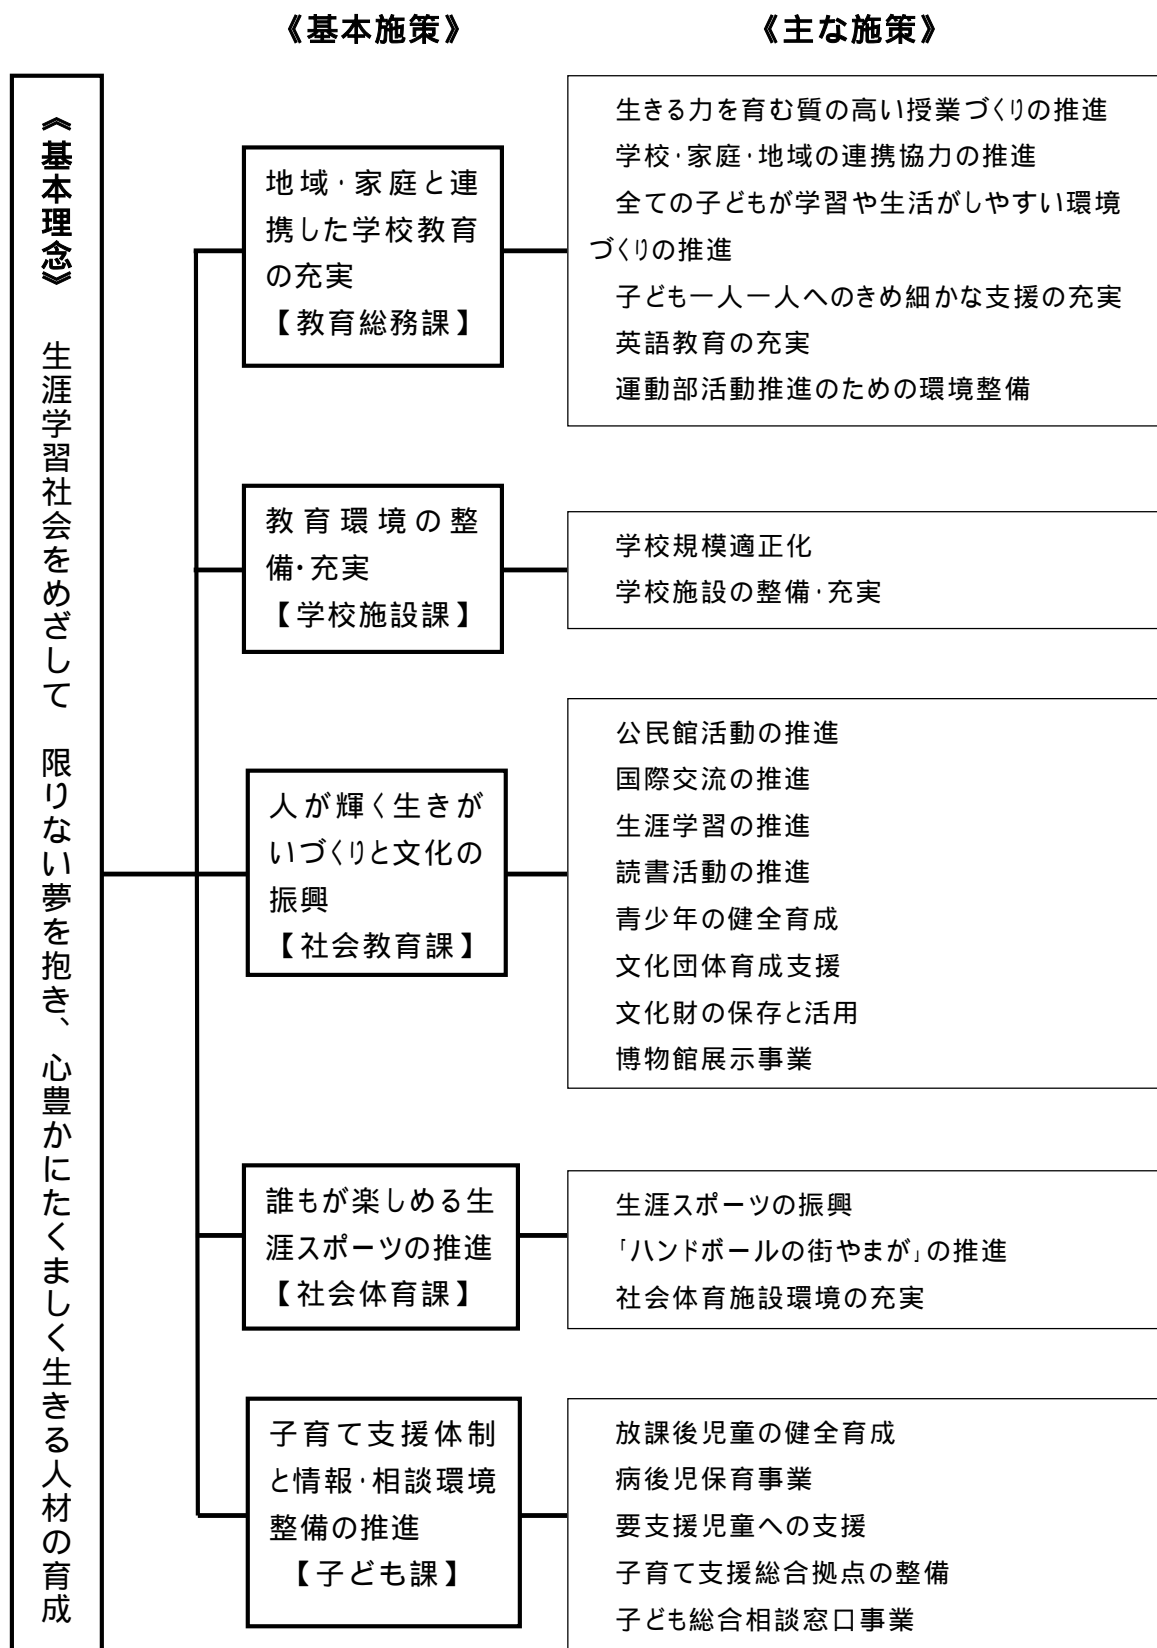 《基本施策》
《主な施策》
《基本理念》　生涯学習社会をめざして　限りない夢を抱き、心豊かにたくましく生きる人材の育成
地域・家庭と連
携した学校教育
の充実
【教育総務課】
生きる力を育む質の高い授業づくりの推進
学校・家庭・地域の連携協力の推進
全ての子どもが学習や生活がしやすい環境
づくりの推進
子ども一人一人へのきめ細かな支援の充実
英語教育の充実
運動部活動推進のための環境整備
教育環境の整
備・充実
【学校施設課】
学校規模適正化
学校施設の整備・充実
人が輝く生きが
いづくりと文化の
振興
【社会教育課】
公民館活動の推進
国際交流の推進
生涯学習の推進
読書活動の推進
青少年の健全育成
文化団体育成支援
文化財の保存と活用
博物館展示事業
誰もが楽しめる生
涯スポーツの推進
【社会体育課】
生涯スポーツの振興
「ハンドボールの街やまが」の推進
社会体育施設環境の充実
子育て支援体制
と情報・相談環境
整備の推進
【子ども課】
放課後児童の健全育成
病後児保育事業
要支援児童への支援
子育て支援総合拠点の整備
子ども総合相談窓口事業